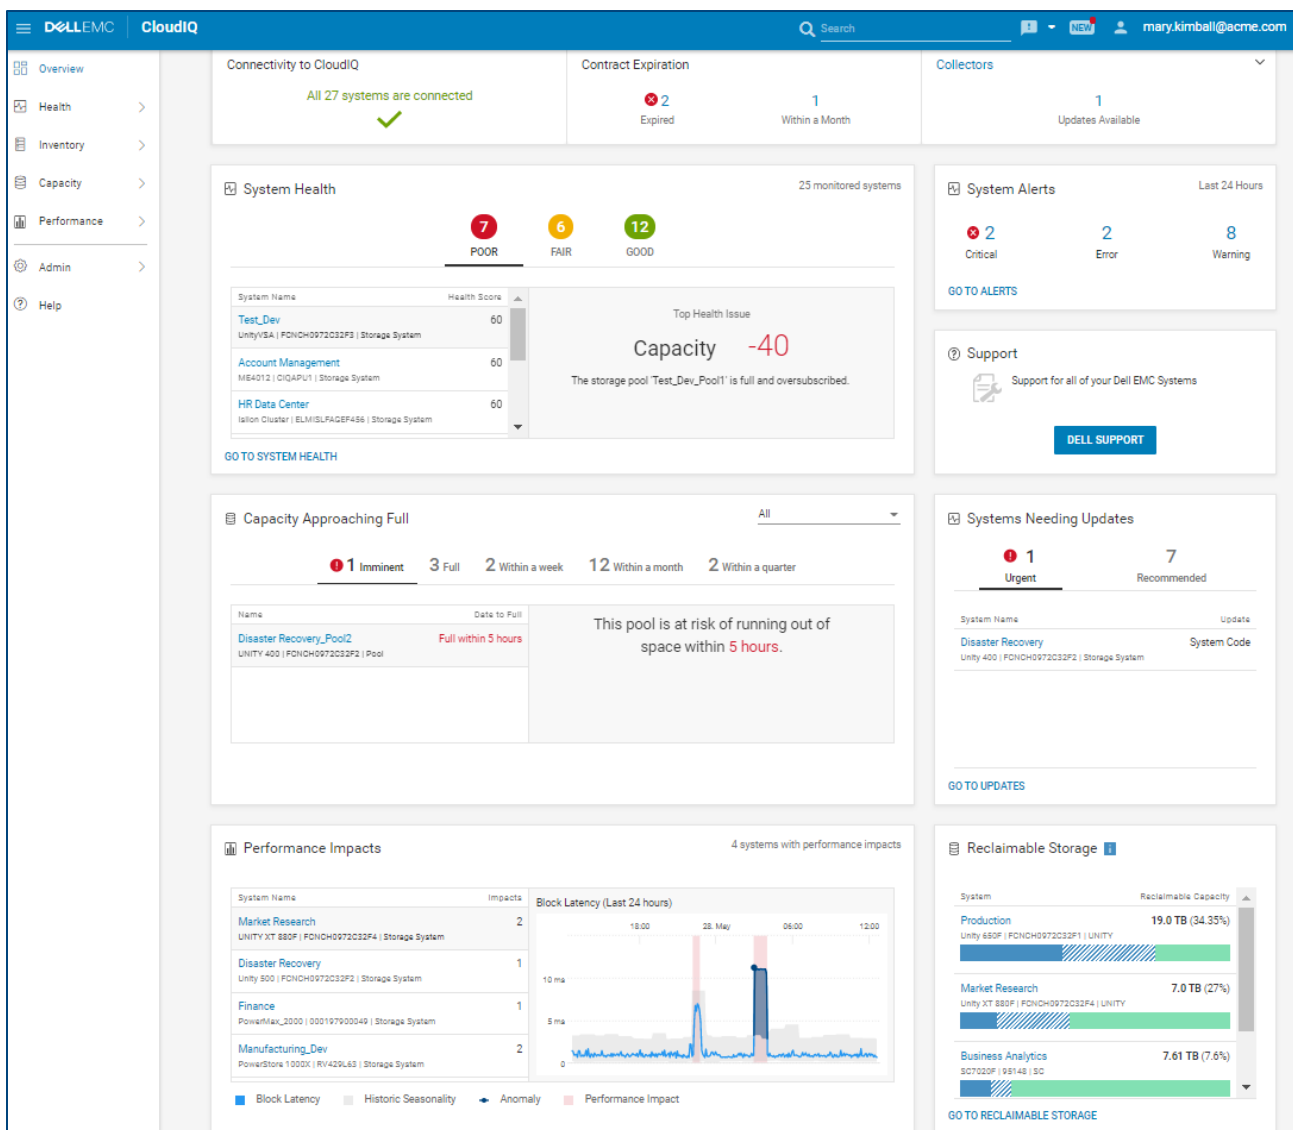 DELLEMC CloudIQ
Search
NEW
mary.kimball@acme.com
Overview
Health
Inventory
Capacity
Performance
Admin
Help
Connectivity to CloudIQ
All 27 systems are connected
Contract Expiration
2
Expired
1
Within a Month
Collectors
1
Updates Available
System Health
25 monitored systems
7
POOR
6
FAIR
12
GOOD
System Name Health Score
Test_Dev 60
UnityVSA | FCNCH0972C32F3 | Storage System
Account Management 60
ME4012 | CIQAPU1 | Storage System
HR Data Center 60
Isilon Cluster | ELMISLFAGEF456 | Storage System
Top Health Issue
Capacity -40
The storage pool 'Test_Dev_Pool1' is full and oversubscribed.
GO TO SYSTEM HEALTH
System Alerts
Last 24 Hours
2
Critical
2
Error
8
Warning
GO TO ALERTS
Support
Support for all of your Dell EMC Systems
DELL SUPPORT
Capacity Approaching Full
All
1 Imminent
3 Full
2 Within a week
12 Within a month
2 Within a quarter
Name Date to Full
Disaster Recovery_Pool2 Full within 5 hours
UNITY 400 | FCNCH0972C32F2 | Pool
This pool is at risk of running out of
space within 5 hours.
Systems Needing Updates
1
Urgent
7
Recommended
System Name Update
Disaster Recovery System Code
Unity 400 | FCNCH0972C32F2 | Storage System
GO TO UPDATES
Performance Impacts
4 systems with performance impacts
System Name Impacts
Market Research 2
UNITY XT 880F | FCNCH0972C32F4 | Storage System
Disaster Recovery 1
Unity 500 | FCNCH0972C32F2 | Storage System
Finance 1
PowerMax_2000 | 000197900049 | Storage System
Manufacturing_Dev 2
PowerStore 1000X | RV429L63 | Storage System
Block Latency (Last 24 hours)
18:00 28. May 06:00 12:00
10 ms
5 ms
0
Block Latency Historic Seasonality Anomaly Performance Impact
Reclaimable Storage
System Reclaimable Capacity
Production 19.0 TB (34.35%)
Unity 650F | FCNCH0972C32F1 | UNITY
Market Research 7.0 TB (27%)
Unity XT 880F | FCNCH0972C32F4 | UNITY
Business Analytics 7.61 TB (7.6%)
SC7020F | 95148 | SC
GO TO RECLAIMABLE STORAGE